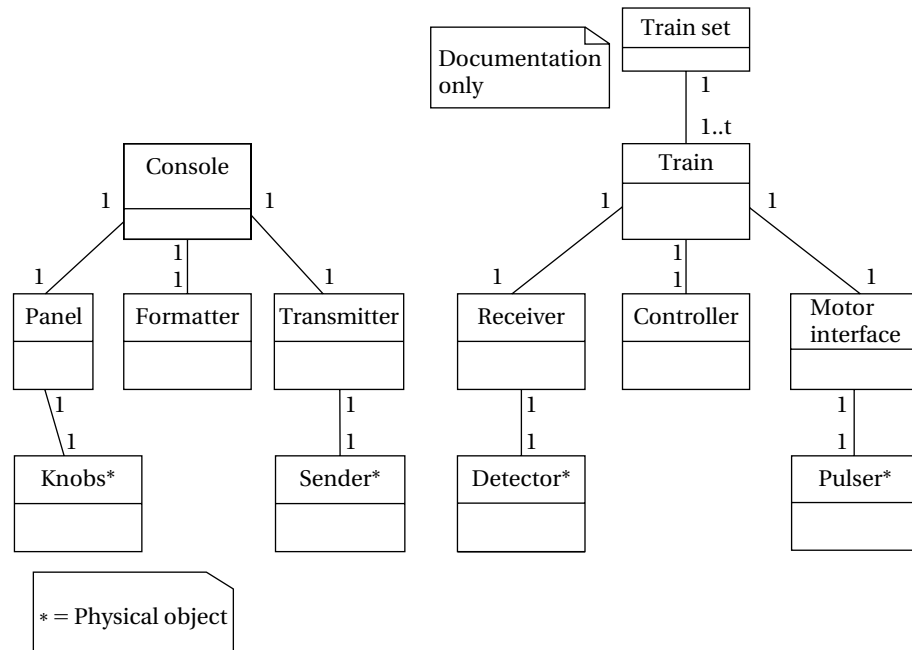 Train set
Documentation
only
1
1..t
Console
Train
1
1
1
1
1
1
1
1
1
1
1
1
Panel
Formatter
Transmitter
Receiver
Controller
Motor
interface
1
1
1
1
1
1
1
1
Knobs*
Sender*
Detector*
Pulser*
* = Physical object